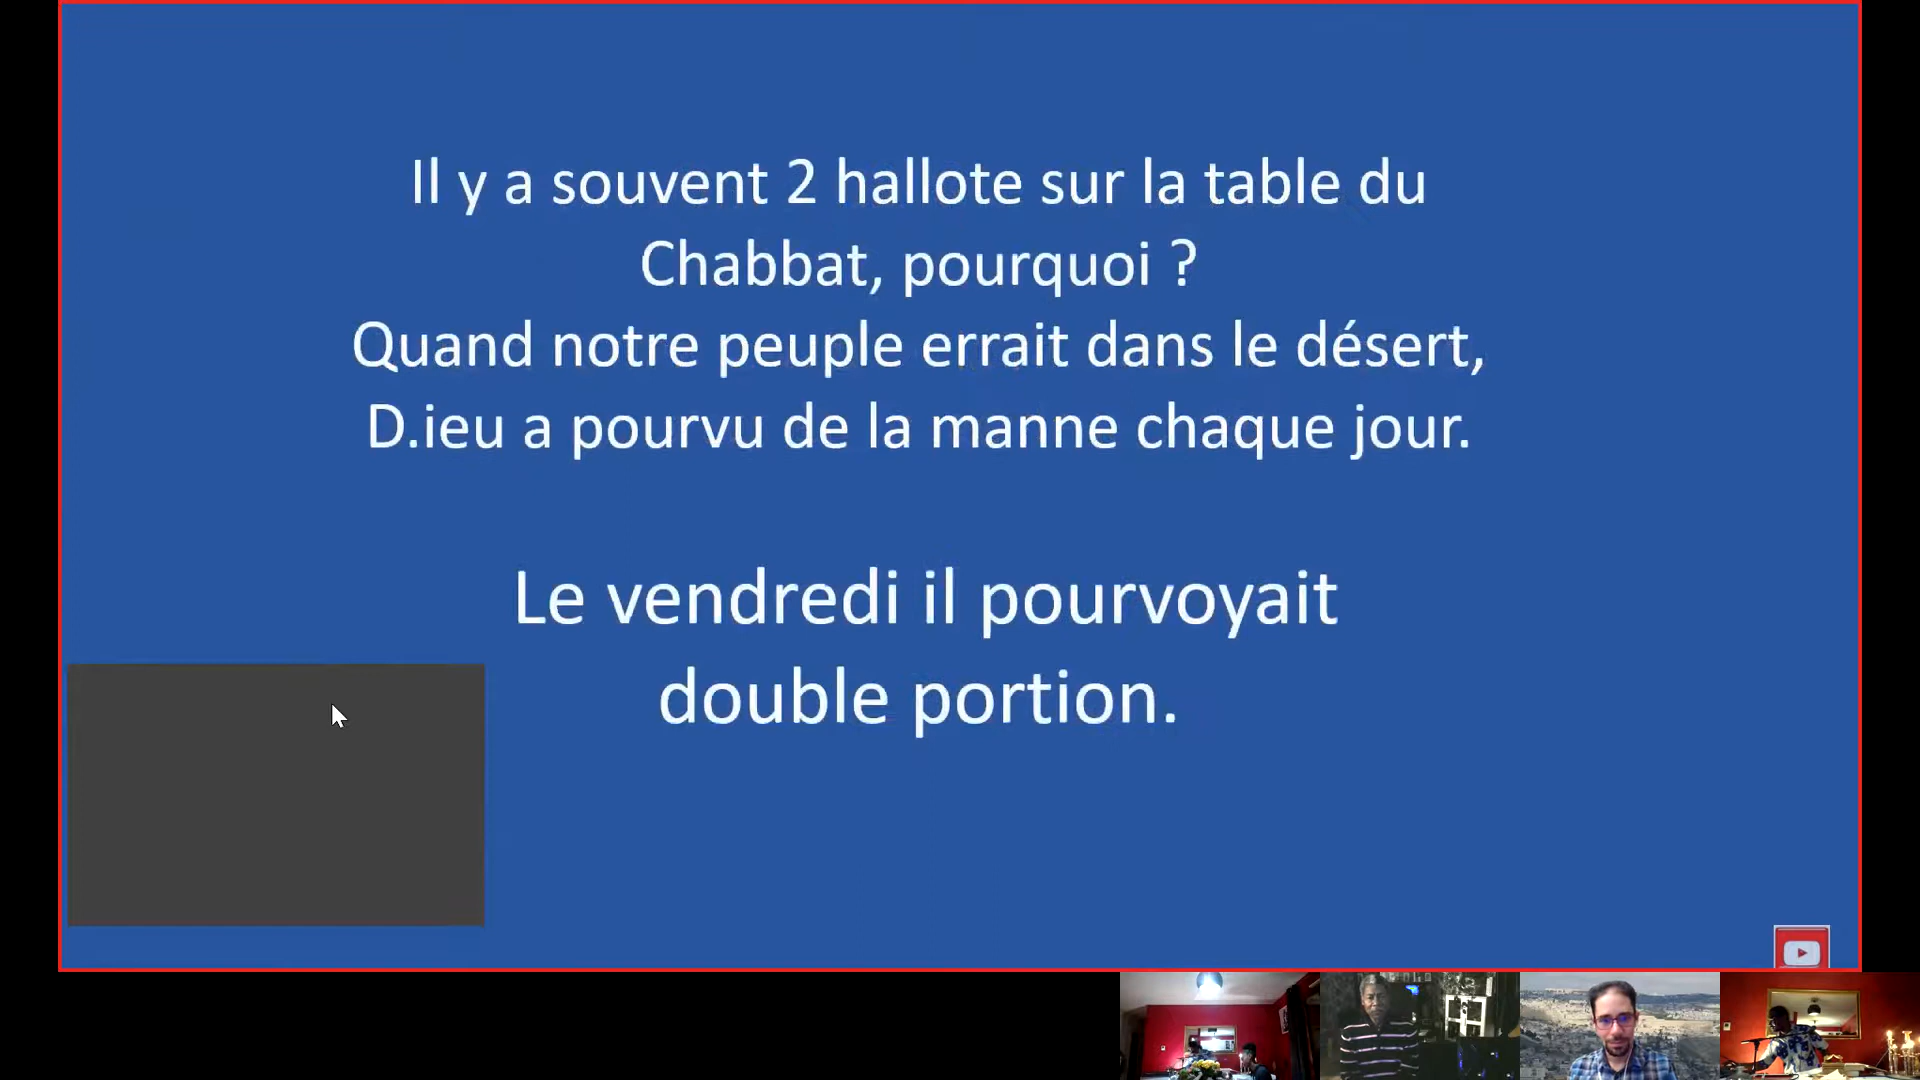 Il y a souvent 2 hallote sur la table du
Chabbat, pourquoi ?
Quand notre peuple errait dans le désert,
D.ieu a pourvu de la manne chaque jour.
Le vendredi il pourvoyait
double portion.